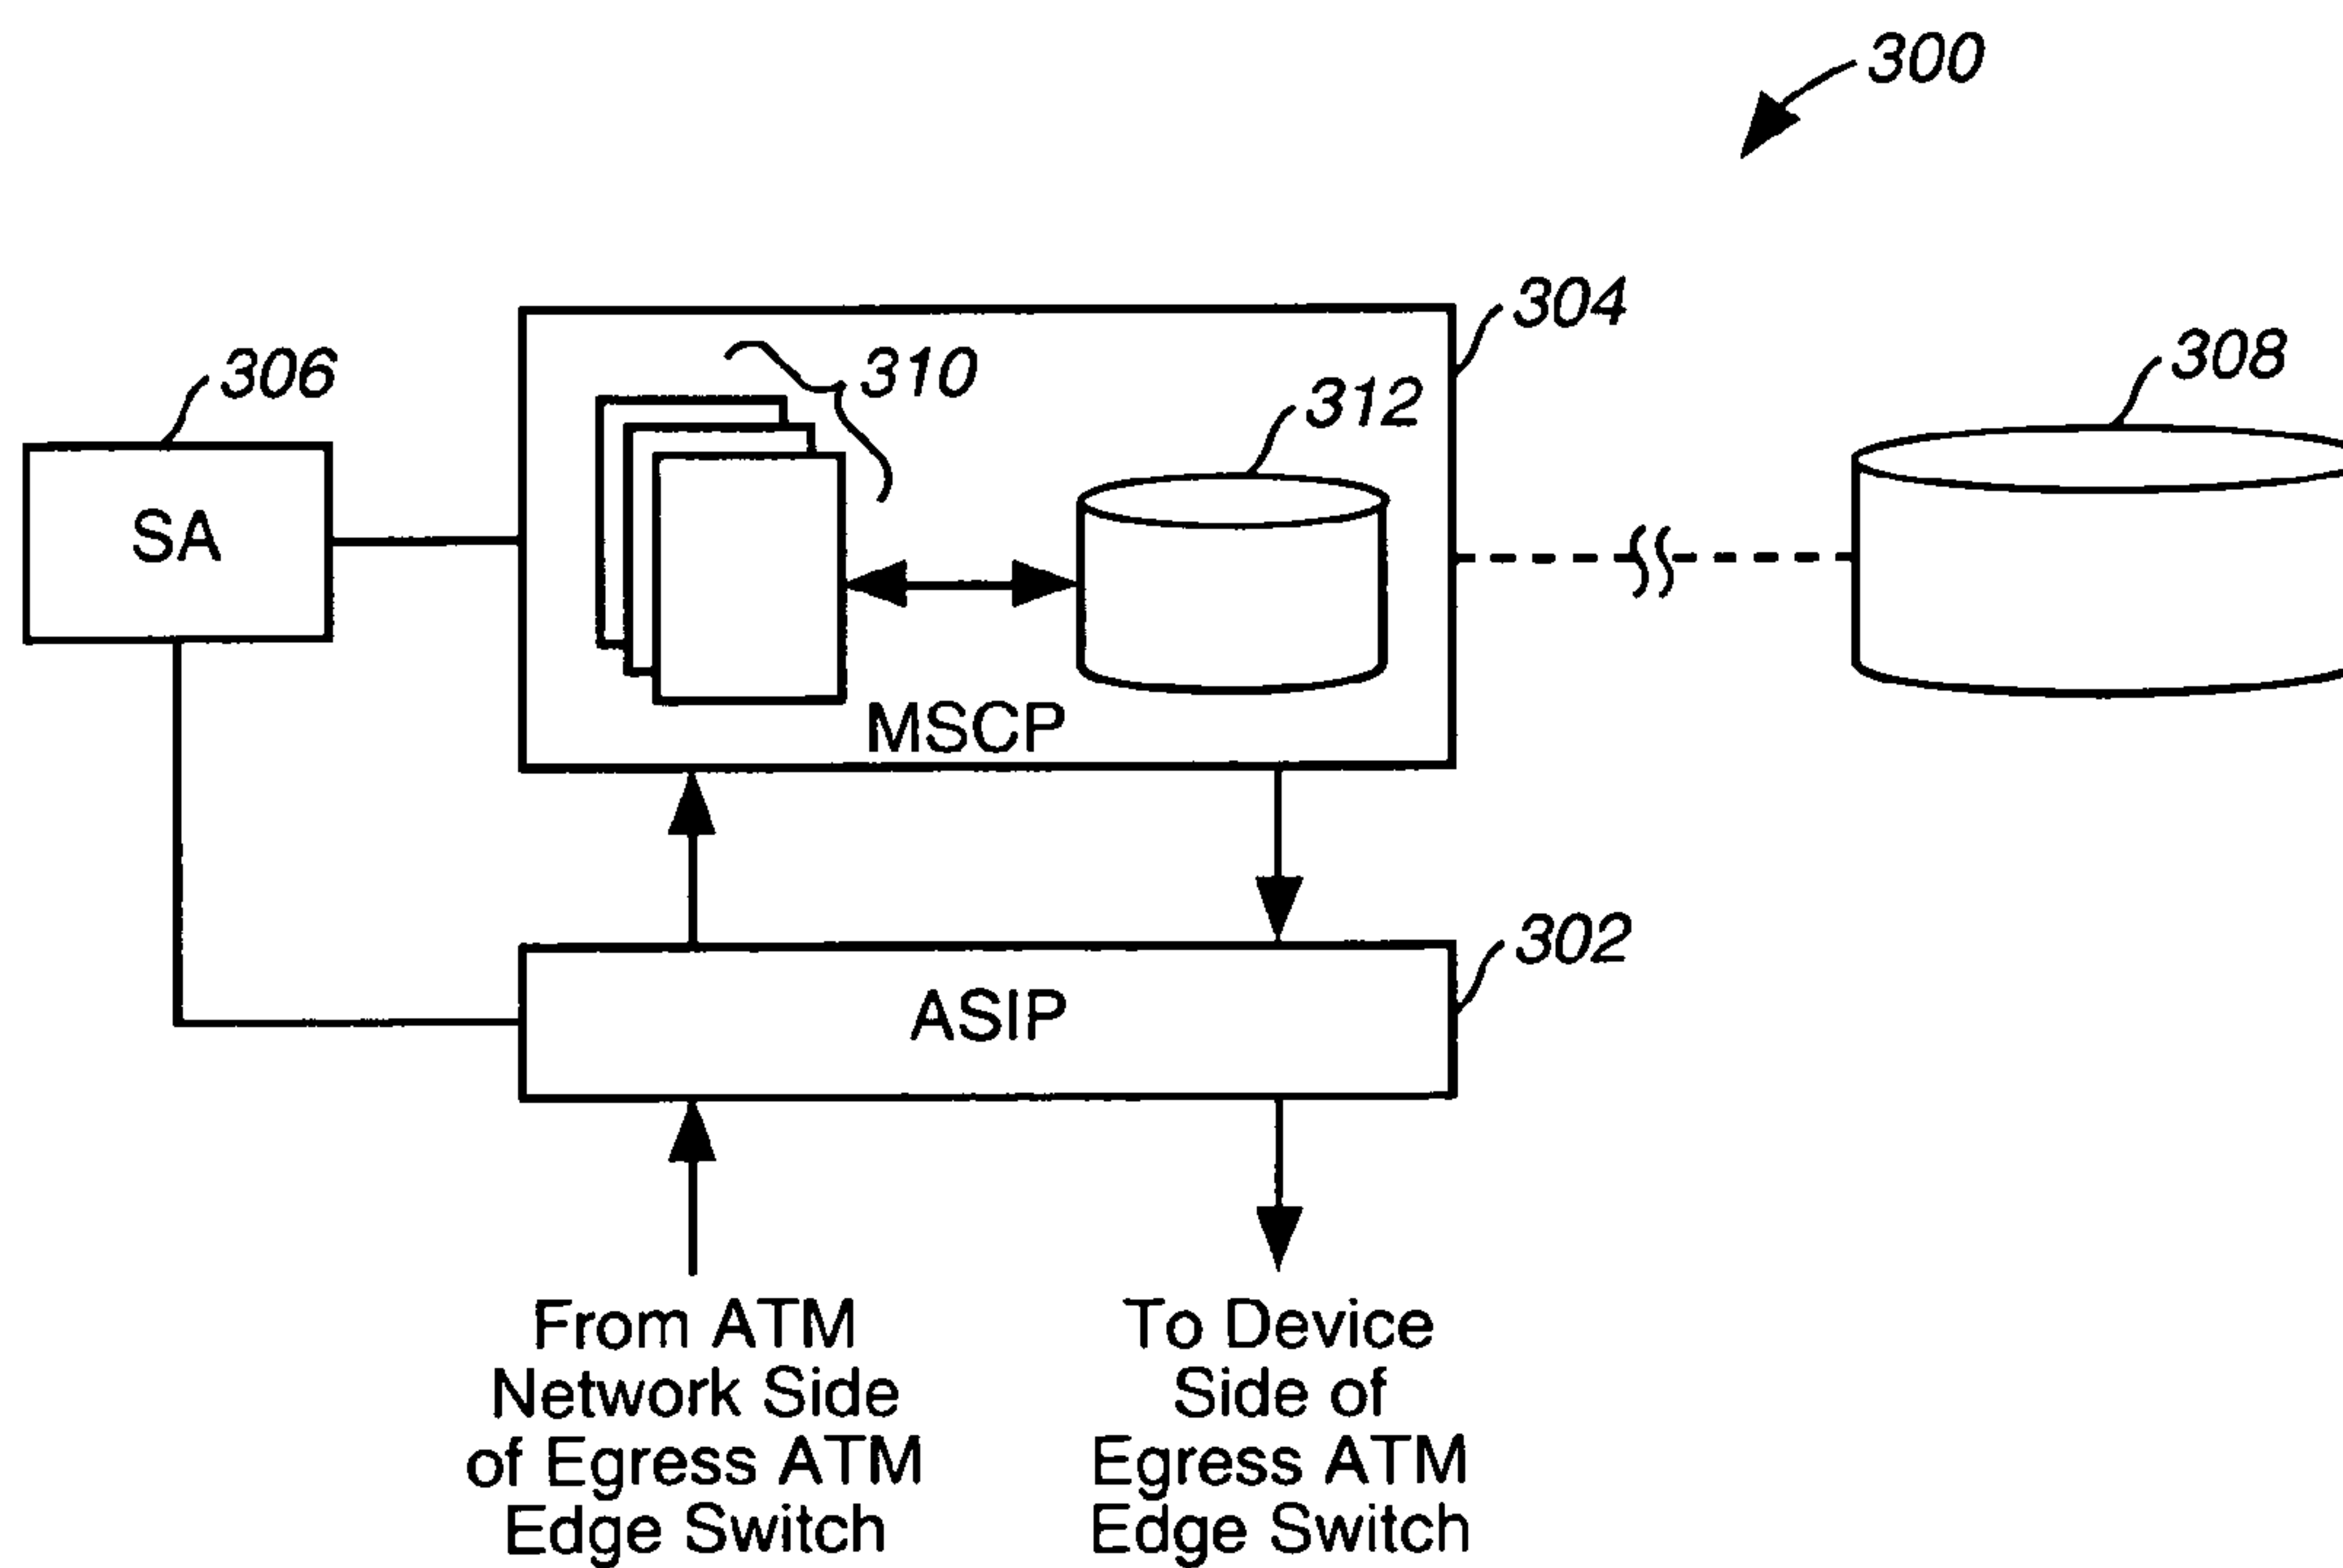 300
304
308
306
310
312
SA
MSCP
302
ASIP
From ATM
Network Side
of Egress ATM
Edge Switch
To Device
Side of
Egress ATM
Edge Switch